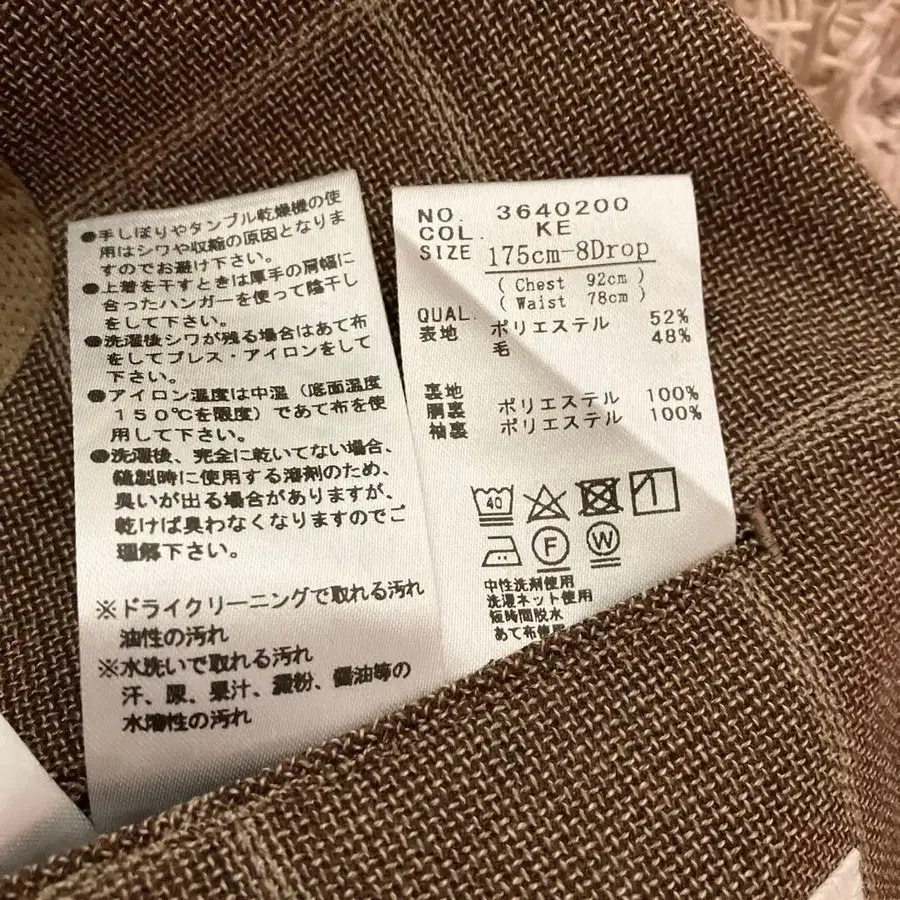 ●手しぼりやタンブル乾燥機の使
用はシワや収縮の原因となりま
すのでお避け下さい。
●上着を干すときは厚手の肩幅に
合ったハンガーを使って陰干し
をして下さい。
●洗濯後シワが残る場合はあて布
をしてプレス・アイロンをして
下さい。
●アイロン温度は中温（底面温度
150℃を限度）であて布を使
用して下さい。
●洗濯後、完全に乾いてない場合、
縫製時に使用する溶剤のため、
臭いが出る場合がありますが、
乾けば臭わなくなりますのでご
理解下さい。
※ドライクリーニングで取れる汚れ
油性の汚れ
※水洗いで取れる汚れ
汗、尿、果汁、澱粉、醤油等の
水溶性の汚れ
NO. 3640200
COL. KE
SIZE 175cm-8Drop
( Chest 92cm )
( Waist 78cm )
QUAL.
表地 ポリエステル 52%
毛 48%
裏地
胴裏 ポリエステル 100%
袖裏 ポリエステル 100%
40
F W
中性洗剤使用
洗濯ネット使用
短時間脱水
あて布使用